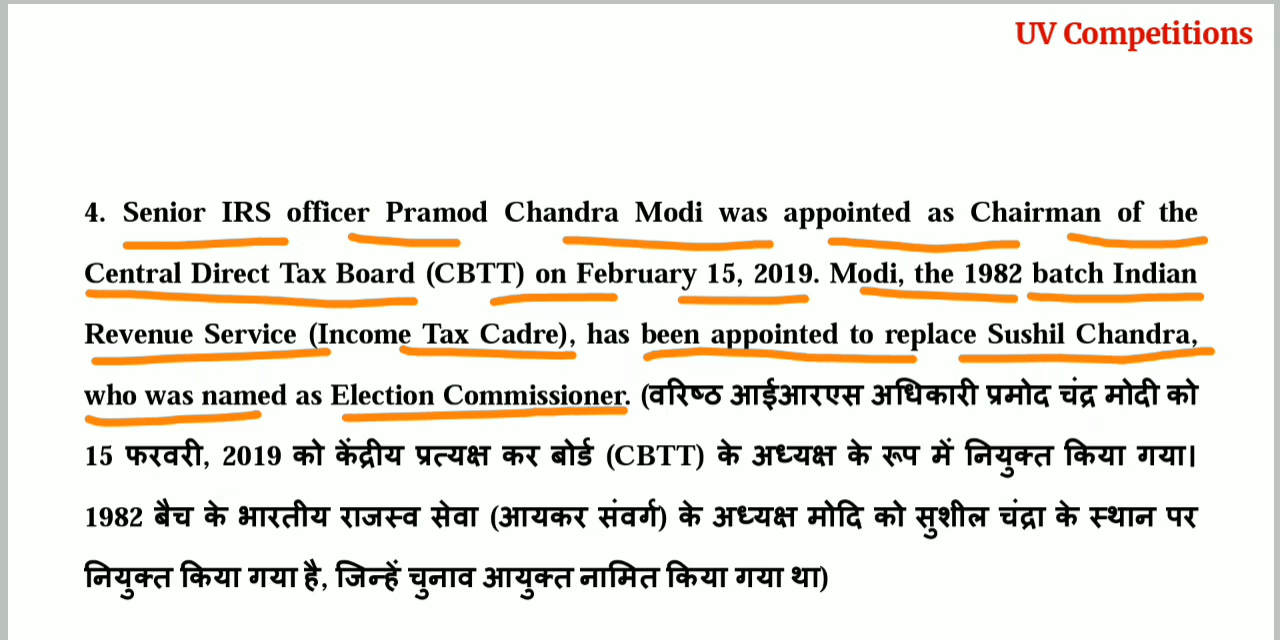 UV Competitions
4. Senior IRS officer Pramod Chandra Modi was appointed as Chairman of the
Central Direct Tax Board (CBTT) on February 15, 2019. Modi, the 1982 batch Indian
Revenue Service (Income Tax Cadre), has been appointed to replace Sushil Chandra,
who was named as Election Commissioner. (वरिष्ठ आईआरएस अधिकारी प्रमोद चंद्र मोदी को
15 फरवरी, 2019 को केंद्रीय प्रत्यक्ष कर बोर्ड (CBTT) के अध्यक्ष के रूप में नियुक्त किया गया।
1982 बैच के भारतीय राजस्व सेवा (आयकर संवर्ग) के अध्यक्ष मोदि को सुशील चंद्रा के स्थान पर
नियुक्त किया गया है, जिन्हें चुनाव आयुक्त नामित किया गया था)